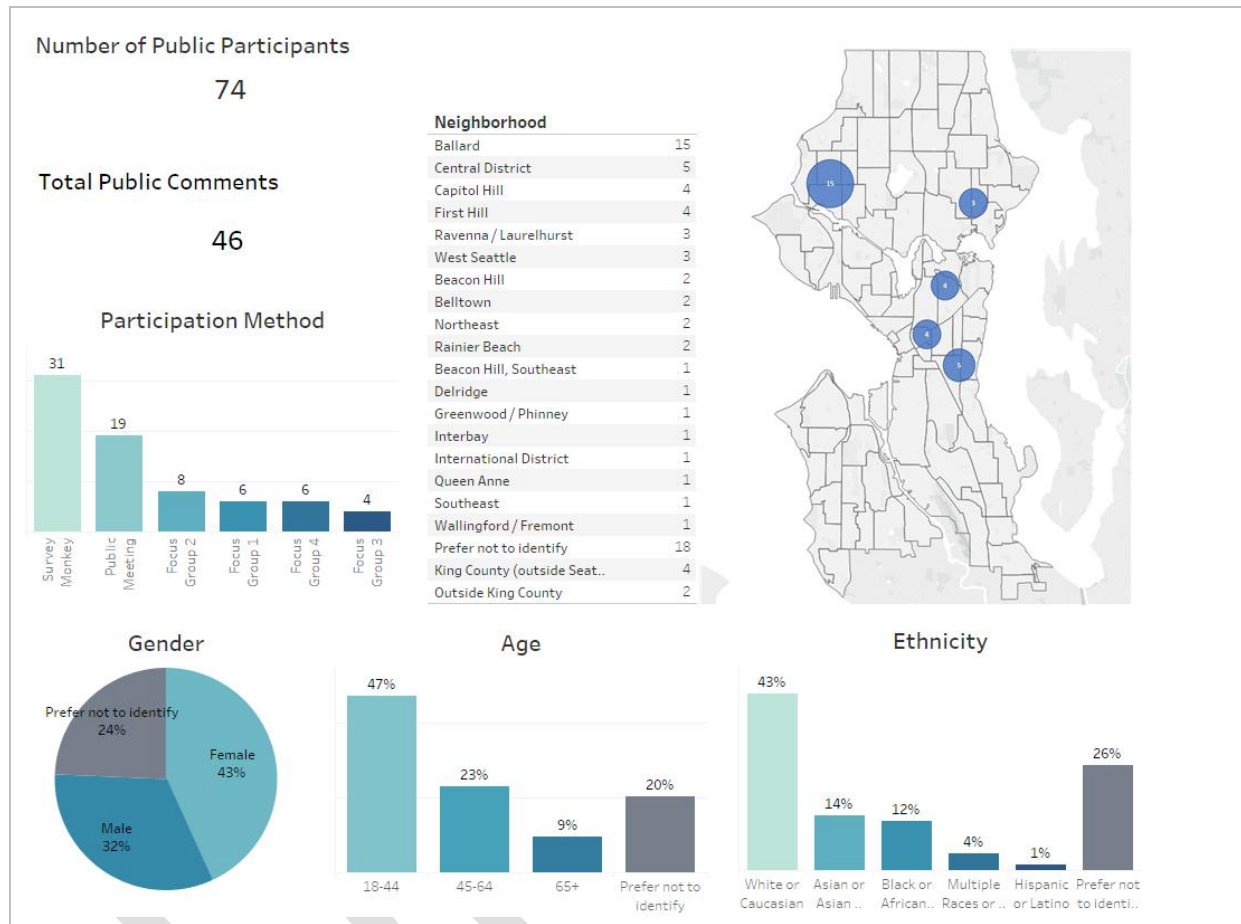 Number of Public Participants
74
Total Public Comments
46
Participation Method
31
19
8
6
6
4
Survey
Monkey
Public
Meeting
Focus
Group 2
Focus
Group 1
Focus
Group 4
Focus
Group 3
Neighborhood
Ballard 15
Central District 5
Capitol Hill 4
First Hill 4
Ravenna / Laurelhurst 3
West Seattle 3
Beacon Hill 2
Belltown 2
Northeast 2
Rainier Beach 2
Beacon Hill, Southeast 1
Delridge 1
Greenwood / Phinney 1
Interbay 1
International District 1
Queen Anne 1
Southeast 1
Wallingford / Fremont 1
Prefer not to identify 18
King County (outside Seat.. 4
Outside King County 2
15
3
4
4
5
Gender
Prefer not to identify
24%
Female
43%
Male
32%
Age
47%
23%
9%
20%
18-44
45-64
65+
Prefer not to
identify
Ethnicity
43%
14%
12%
4%
1%
26%
White or
Caucasian
Asian or
Asian ..
Black or
African..
Multiple
Races or ..
Hispanic
or Latino
Prefer not
to identi..